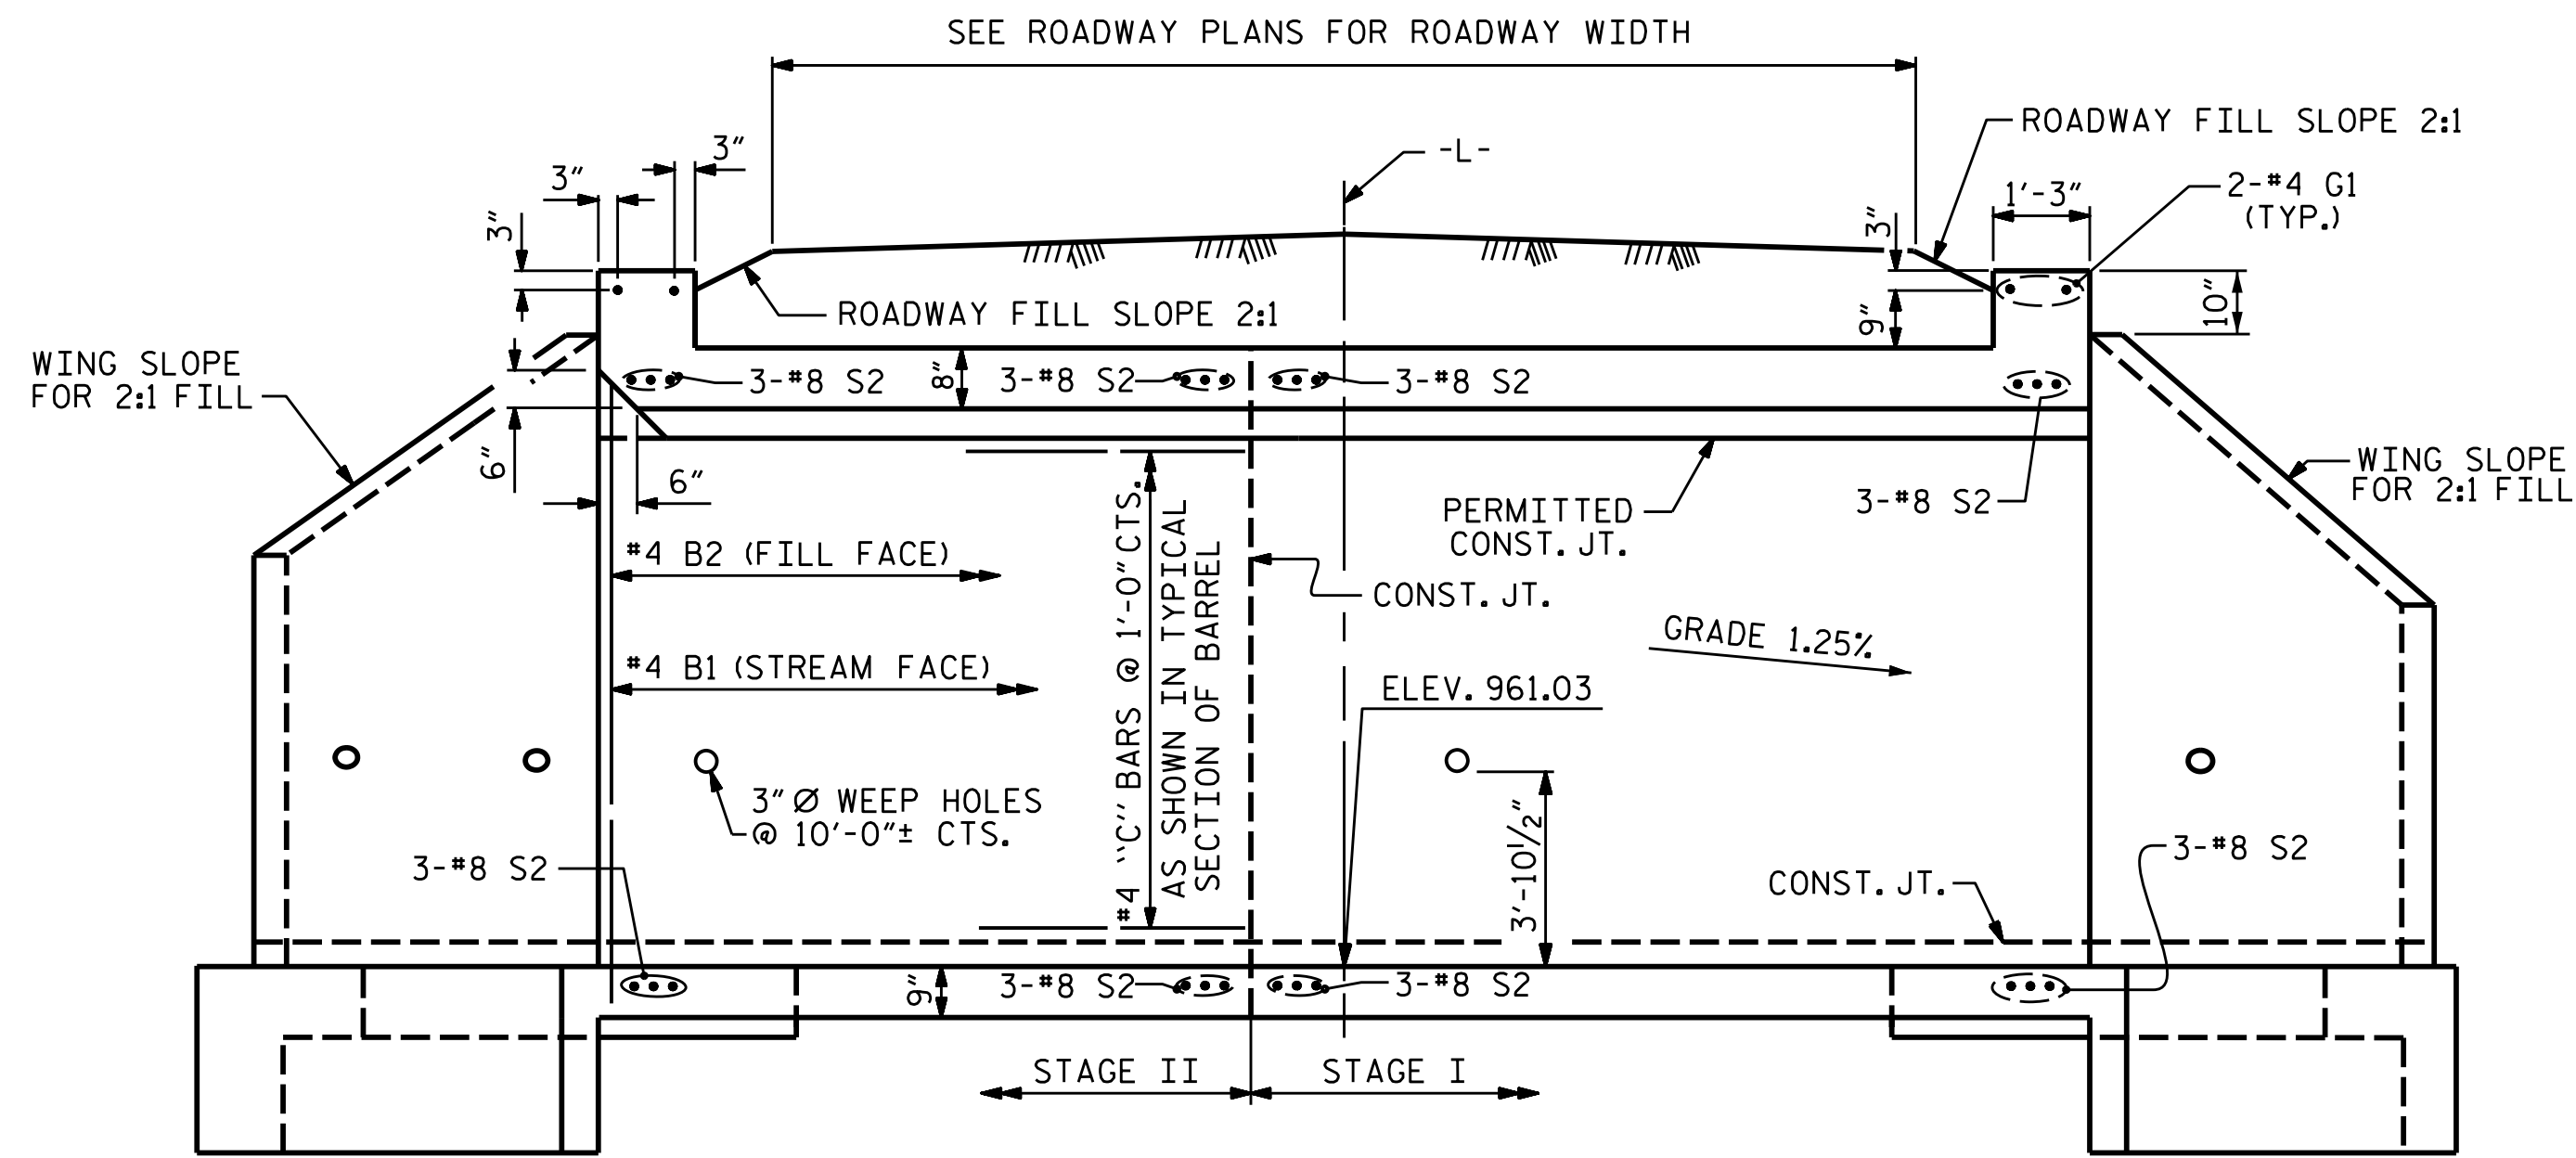 SEE ROADWAY PLANS FOR ROADWAY WIDTH
ROADWAY FILL SLOPE 2:1
3"
-L-
3"
2-#4 G1
(TYP.)
1'-3"
3"
3"
10"
ROADWAY FILL SLOPE 2:1
9"
WING SLOPE
FOR 2:1 FILL
3-#8 S2
8"
3-#8 S2
3-#8 S2
6"
6"
WING SLOPE
FOR 2:1 FILL
3-#8 S2
PERMITTED
CONST. JT.
#4 B2 (FILL FACE)
#4 "C" BARS @ 1'-0" CTS.
AS SHOWN IN TYPICAL
SECTION OF BARREL
CONST. JT.
GRADE 1.25%
#4 B1 (STREAM FACE)
ELEV. 961.03
3" Ø WEEP HOLES
@ 10'-0"± CTS.
3'-10½"
3-#8 S2
3-#8 S2
CONST. JT.
9"
3-#8 S2
3-#8 S2
STAGE II
STAGE I